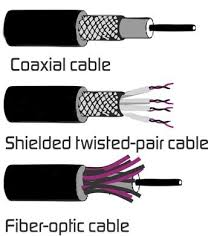 Coaxial cable
Shielded twisted-pair cable
Fiber-optic cable